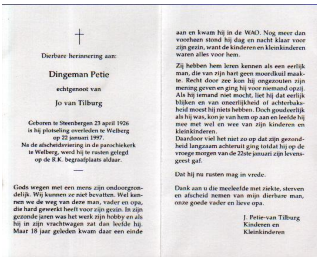 Dierbare herinnering aan:
Dingeman Petie
echtgenoot van
Jo van Tilburg
Geboren te Steenbergen 23 april 1926
is hij plotseling overleden te Welberg
op 22 januari 1997.
Na de afscheidsviering in de parochiekerk
te Welberg, werd hij te rusten gelegd
op de R.K. begraafplaats aldaar.
Gods wegen met een mens zijn ondoorgron-
delijk. Wij kunnen ze niet bevatten. Wel ken-
nen we de weg van deze man, vader en opa,
die hard gewerkt heeft voor zijn gezin. In zijn
gezonde jaren was het werk zijn hobby en als
hij in zijn vrachtwagen zat dan leefde hij.
Maar 18 jaar geleden kwam daar een einde
aan en kwam hij in de WAO. Nog meer dan
voorheen stond hij dag en nacht klaar voor
zijn gezin, want de kinderen en kleinkinderen
waren alles voor hem.
Zij hebben hem leren kennen als een eerlijk
man, die van zijn hart geen moordkuil maak-
te. Recht door zee kon hij ongezouten zijn
mening geven en ging hij voor niemand opzij.
Als hij iemand niet mocht, liet hij dat eerlijk
blijken en van oneerlijkheid of achterbaks-
heid moest hij niets hebben. Doch goudeerlijk
als hij was, kon je van hem op aan en leefde hij
mee met wel en wee van zijn kinderen en
kleinkinderen.
Daardoor viel het niet zo op dat zijn gezond-
heid langzaam achteruit ging totdat hij in de
vroege morgen van de 22ste januari zijn levens-
geest gaf.
Dat hij nu rusten mag in vrede.
Dank aan u die meeleefde met ziekte, sterven
en afscheid nemen van mijn dierbare man,
onze goede vader en lieve opa.
J. Petie-van Tilburg
Kinderen en
Kleinkinderen